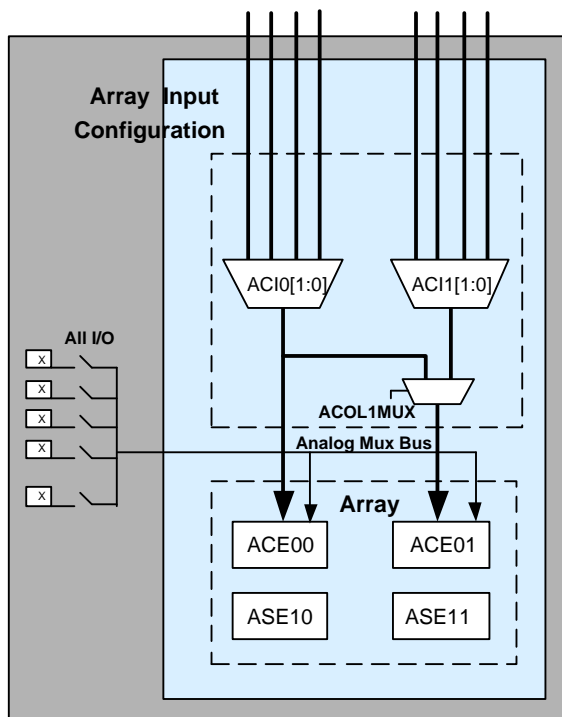 Array Input
Configuration
ACI0[1:0]
ACI1[1:0]
All I/O
X
X
X
X
X
ACOL1MUX
Analog Mux Bus
Array
ACE00
ACE01
ASE10
ASE11